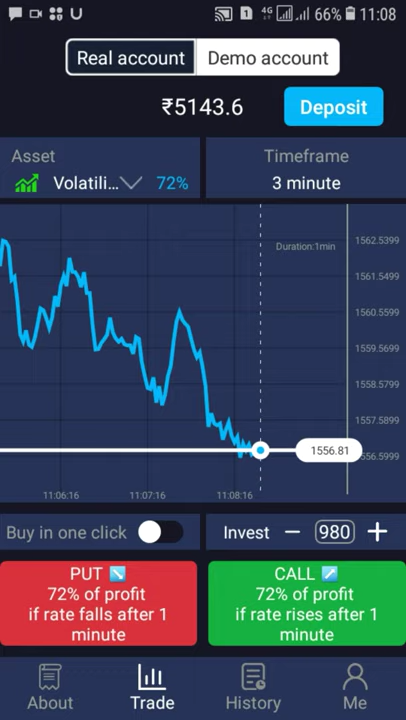 4G 66% 11:08
Real account Demo account
₹5143.6 Deposit
Asset Timeframe
Volatili... 72% 3 minute
Duration:1min
1562.5399
1561.5499
1560.5599
1559.5699
1558.5799
1557.5899
1556.81
556.5999
11:06:16 11:07:16 11:08:16
Buy in one click Invest − 980 +
PUT CALL
72% of profit 72% of profit
if rate falls after 1 if rate rises after 1
minute minute
About Trade History Me